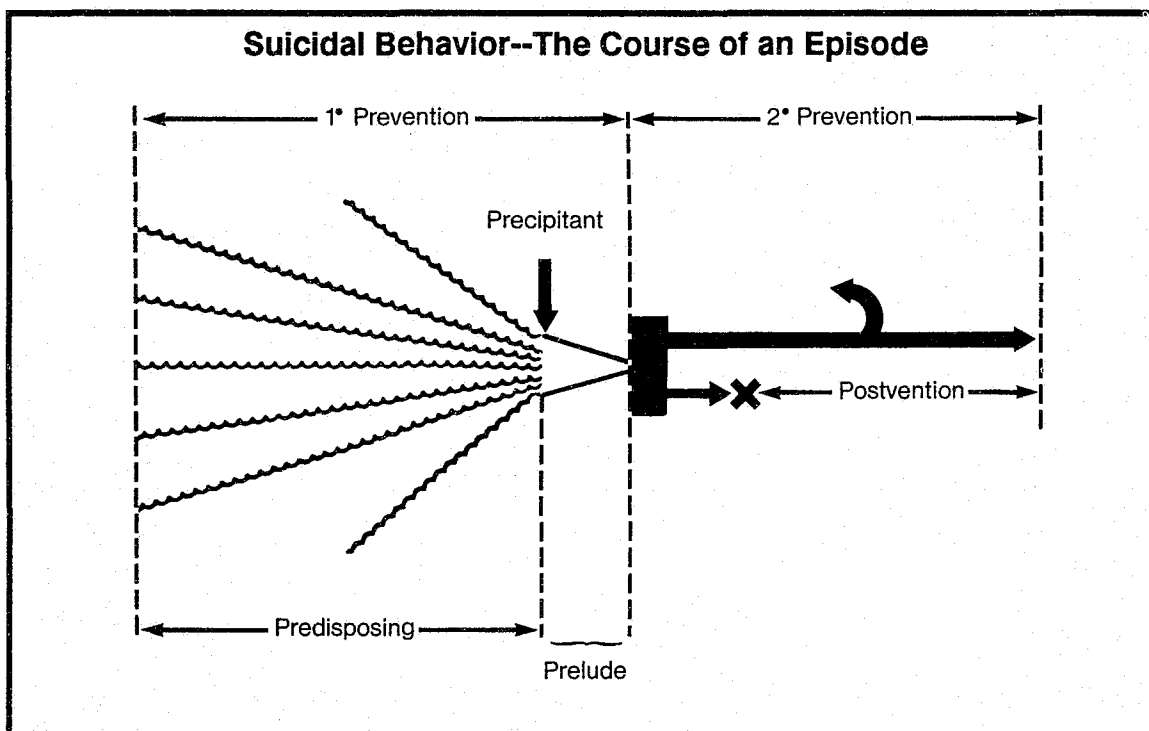 Suicidal Behavior--The Course of an Episode
1° Prevention
2° Prevention
Precipitant
Postvention
Predisposing
Prelude